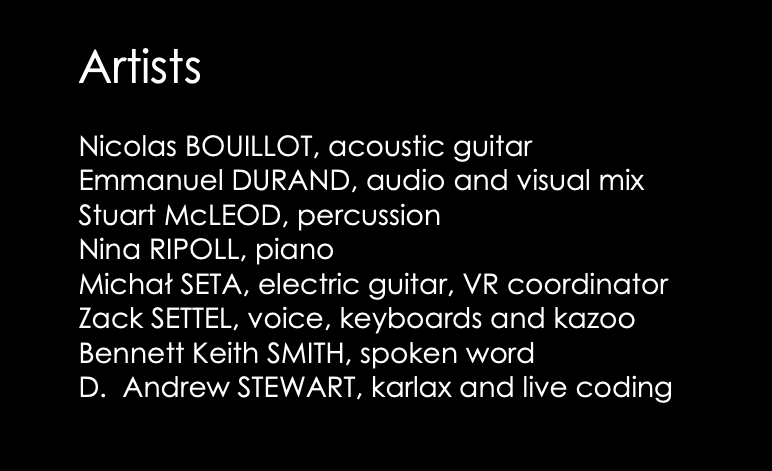 Artists
Nicolas BOUILLOT, acoustic guitar
Emmanuel DURAND, audio and visual mix
Stuart McLEOD, percussion
Nina RIPOLL, piano
Michał SETA, electric guitar, VR coordinator
Zack SETTEL, voice, keyboards and kazoo
Bennett Keith SMITH, spoken word
D.  Andrew STEWART, karlax and live coding